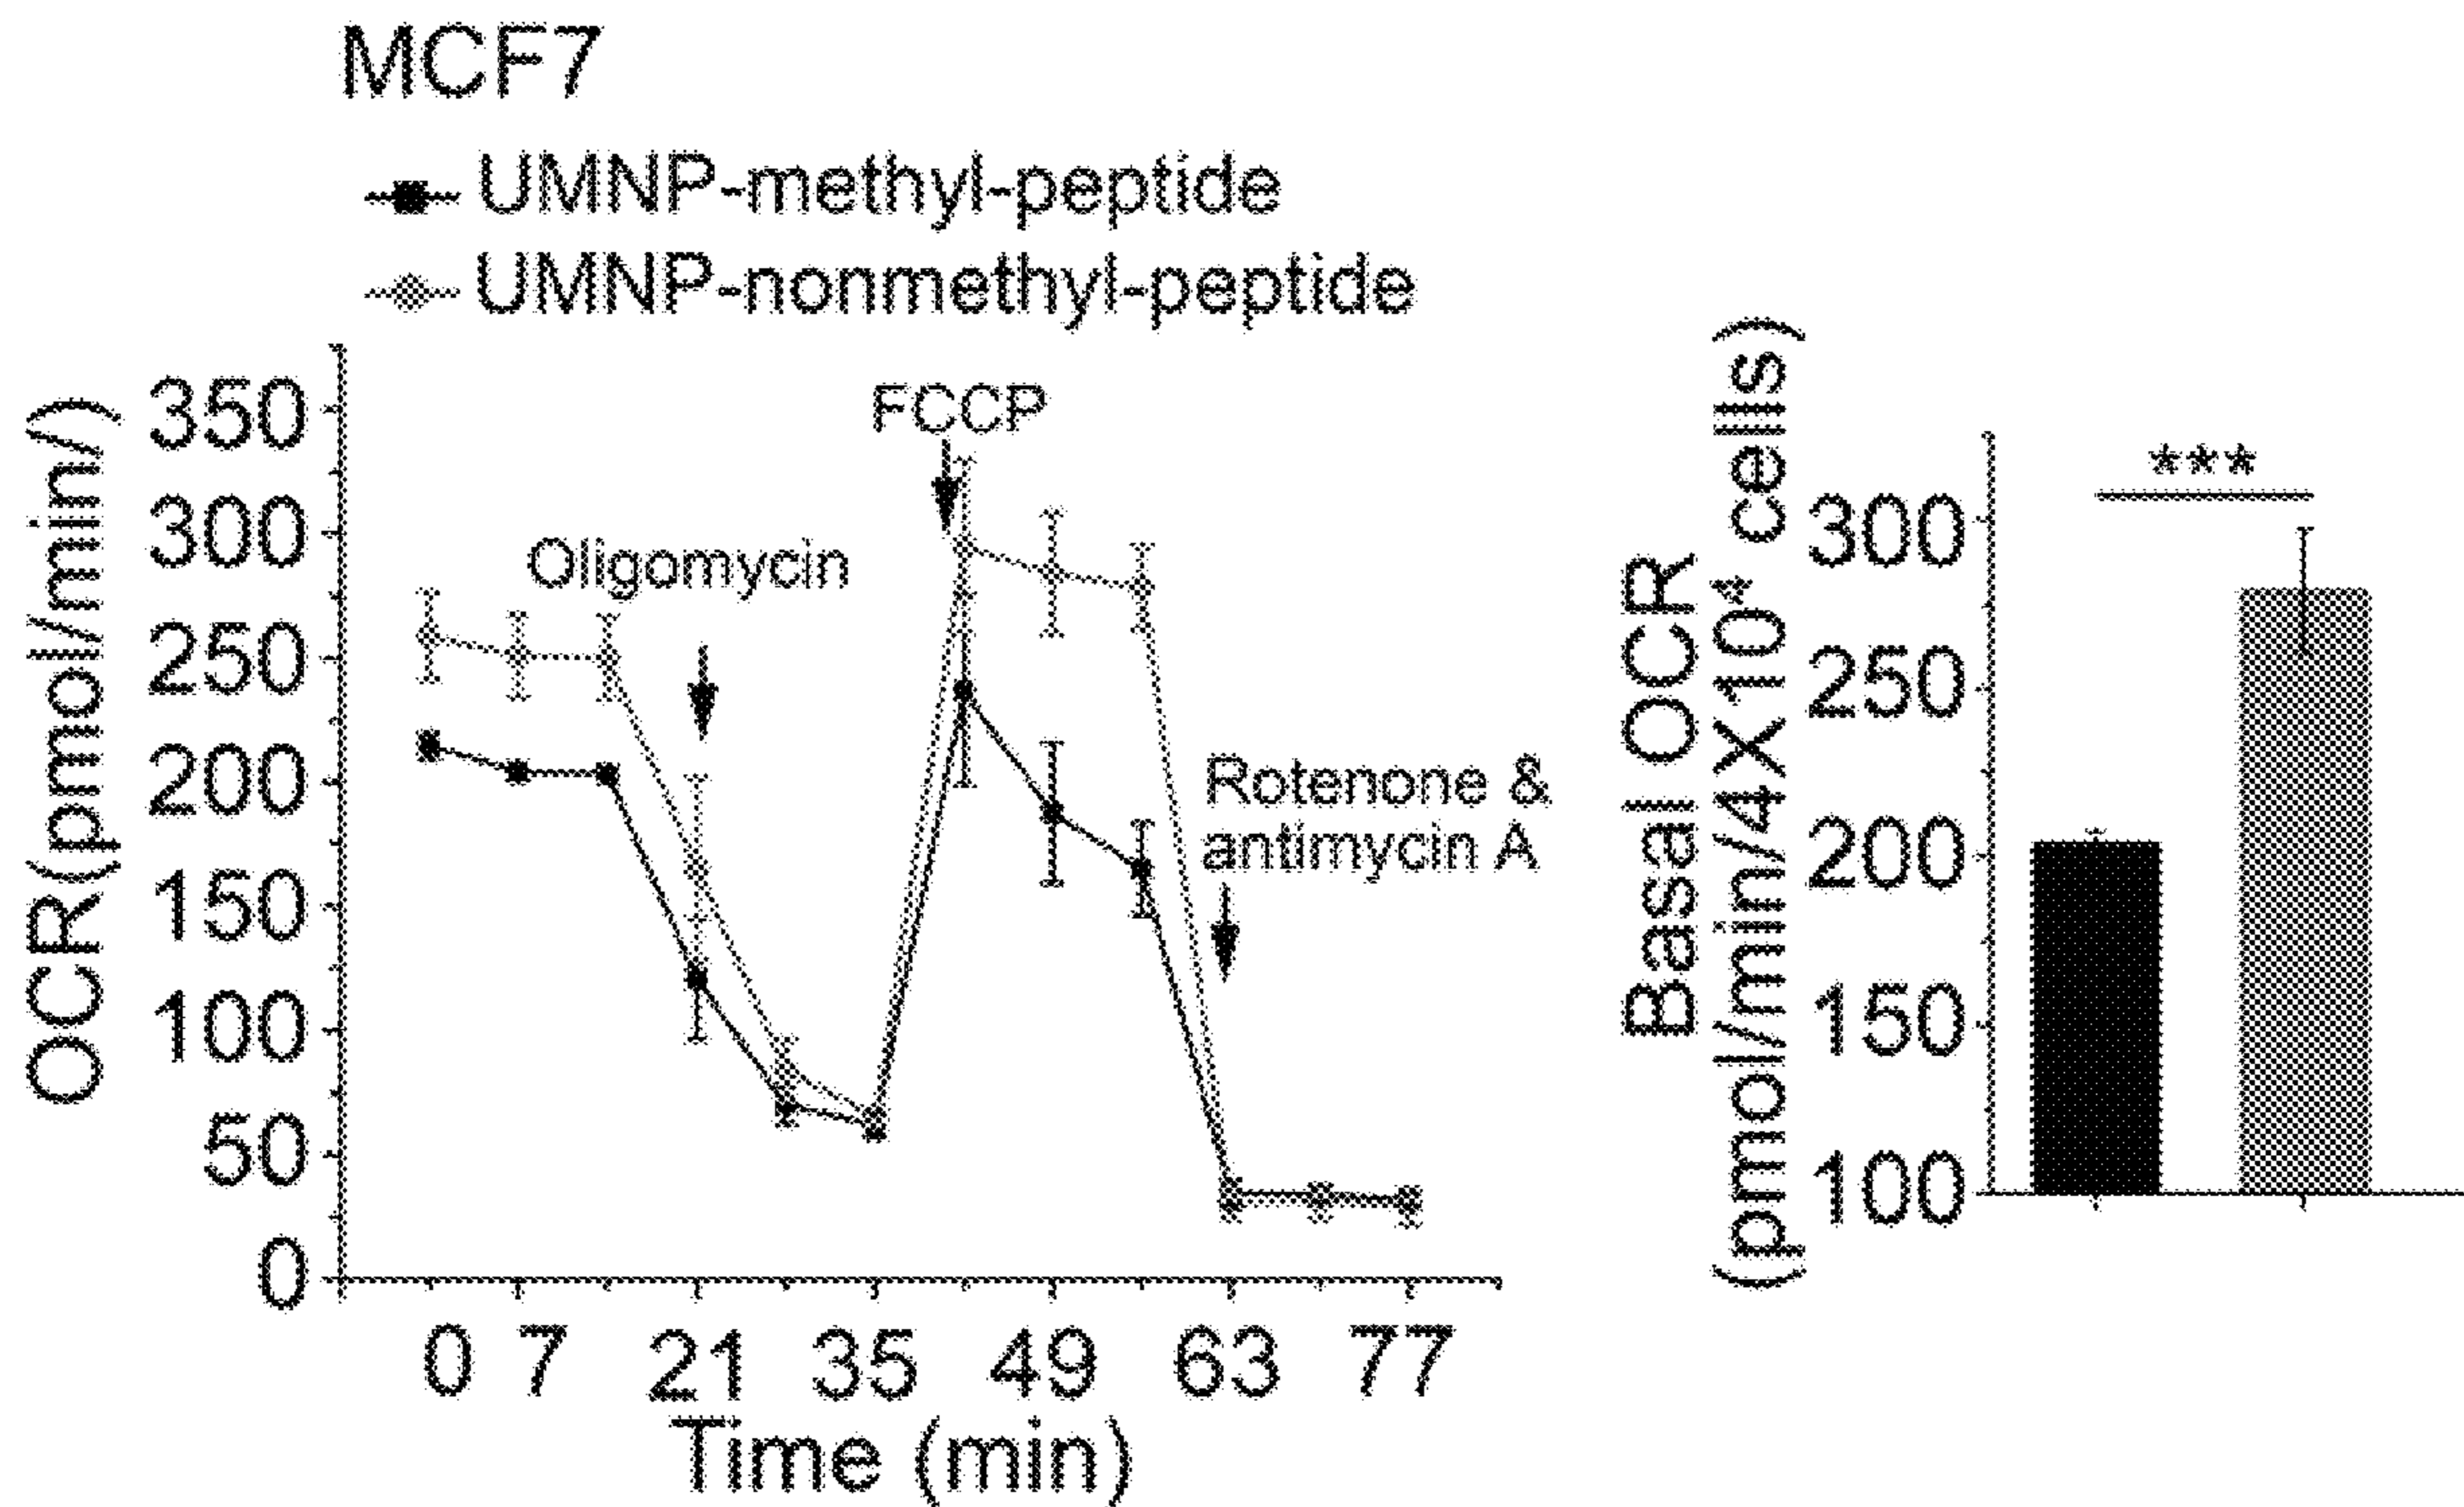 MCF7
UMNP-methyl-peptide
UMNP-nonmethyl-peptide
OCR(pmol/min/)
350
300
250
200
150
100
50
0
Oligomycin
FCCP
Rotenone &
antimycin A
0 7 21 35 49 63 77
Time (min)
Basal OCR
(pmol/min/4X10⁴ cells)
300
250
200
150
100
***